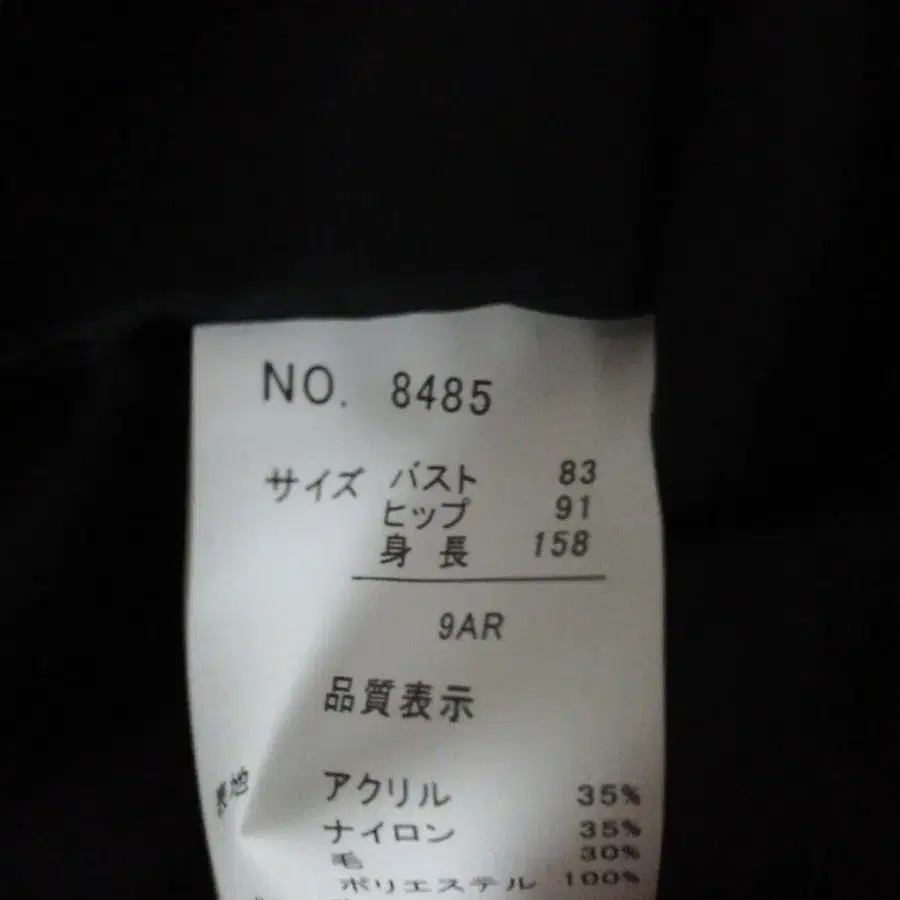 NO. 8485
サイズ バスト 83
ヒップ 91
身長 158
9AR
品質表示
表地 アクリル 35%
ナイロン 35%
毛 30%
ポリエステル 100%